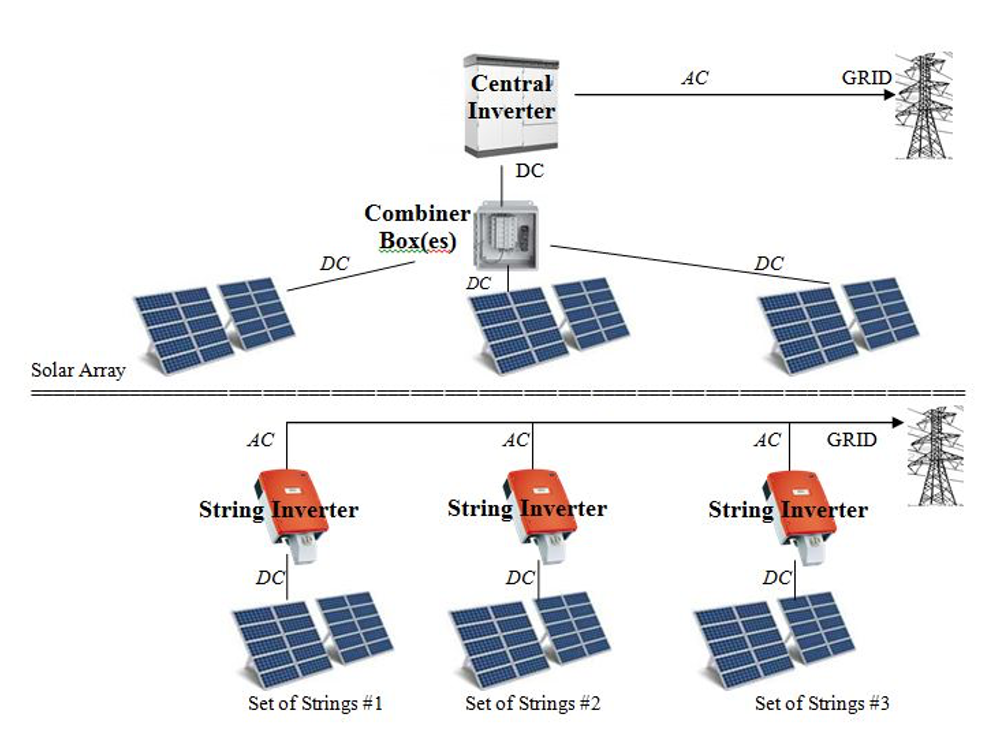 Central
Inverter
AC
GRID
DC
Combiner
Box(es)
DC
DC
DC
Solar Array
AC
AC
AC
GRID
String Inverter
String Inverter
String Inverter
DC
DC
DC
Set of Strings #1
Set of Strings #2
Set of Strings #3